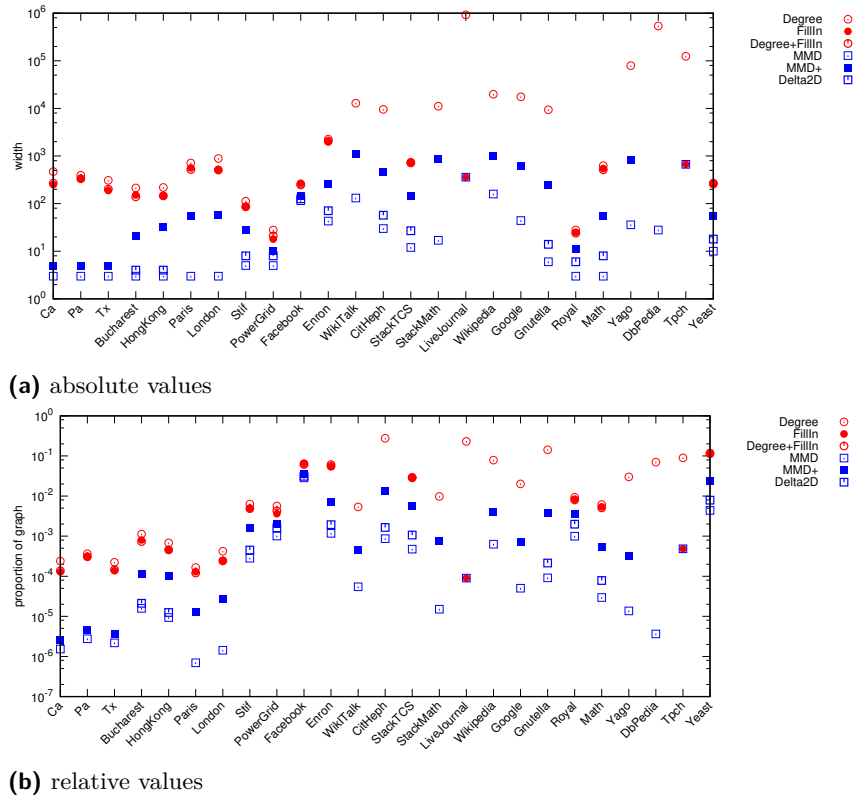 10^6
10^5
10^4
10^3
10^2
10^1
10^0
width
Degree
FillIn
Degree+FillIn
MMD
MMD+
Delta2D
Ca
Pa
Tx
Bucharest
HongKong
Paris
London
Stif
PowerGrid
Facebook
Enron
WikiTalk
CitHeph
StackTCS
StackMath
LiveJournal
Wikipedia
Google
Gnutella
Royal
Math
Yago
DbPedia
Tpch
Yeast
(a) absolute values
10^0
10^-1
10^-2
10^-3
10^-4
10^-5
10^-6
10^-7
proportion of graph
Degree
FillIn
Degree+FillIn
MMD
MMD+
Delta2D
Ca
Pa
Tx
Bucharest
HongKong
Paris
London
Stif
PowerGrid
Facebook
Enron
WikiTalk
CitHeph
StackTCS
StackMath
LiveJournal
Wikipedia
Google
Gnutella
Royal
Math
Yago
DbPedia
Tpch
Yeast
(b) relative values